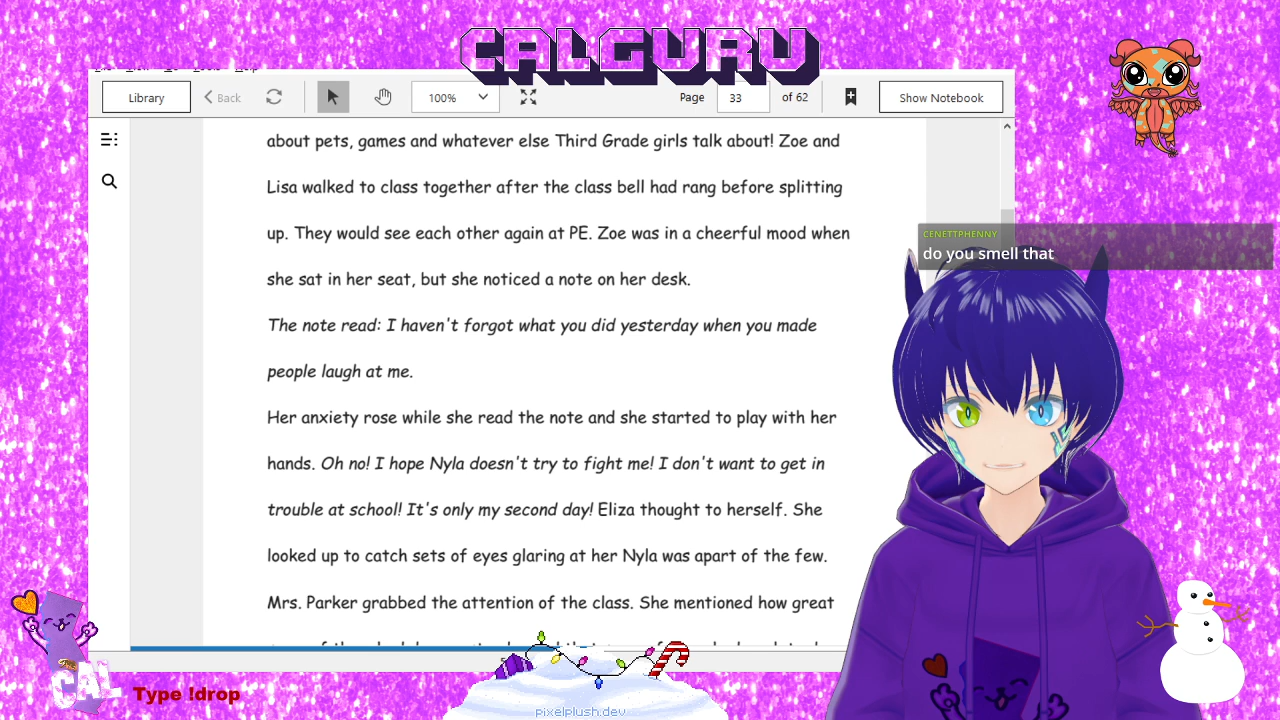 CALGURU
Library
Back
100%
Page 33 of 62
Show Notebook
about pets, games and whatever else Third Grade girls talk about! Zoe and
Lisa walked to class together after the class bell had rang before splitting
up. They would see each other again at PE. Zoe was in a cheerful mood when
she sat in her seat, but she noticed a note on her desk.
The note read: I haven't forgot what you did yesterday when you made
people laugh at me.
Her anxiety rose while she read the note and she started to play with her
hands. Oh no! I hope Nyla doesn't try to fight me! I don't want to get in
trouble at school! It's only my second day! Eliza thought to herself. She
looked up to catch sets of eyes glaring at her Nyla was apart of the few.
Mrs. Parker grabbed the attention of the class. She mentioned how great
CENETTPHENNY
do you smell that
CAL
Type !drop
pixelplush.dev